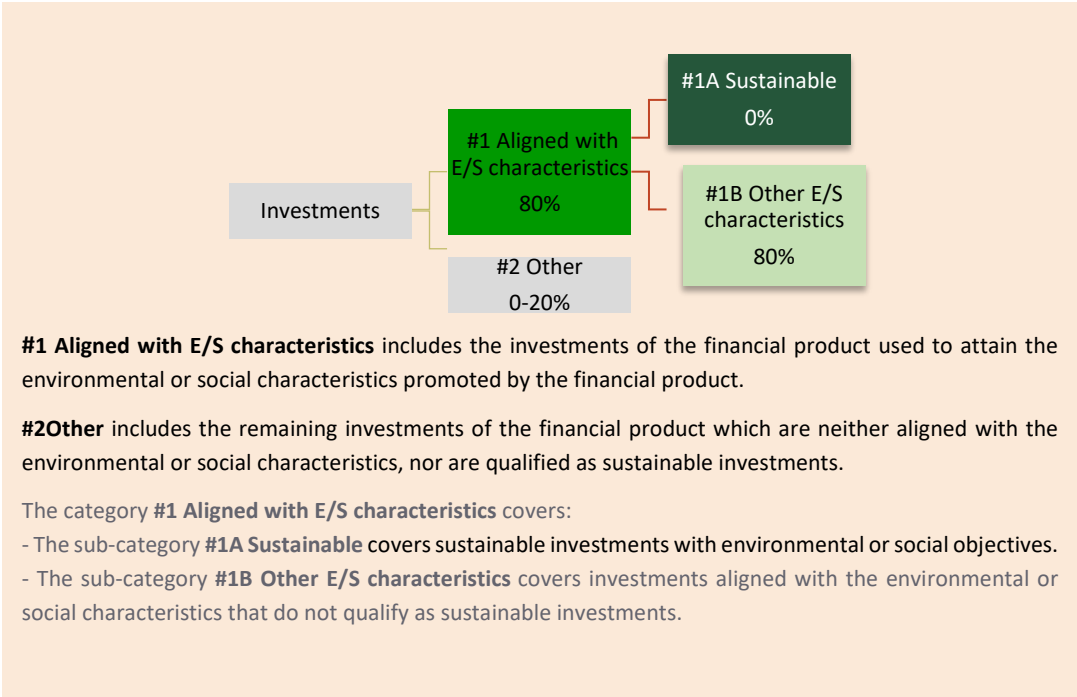 #1A Sustainable
0%
#1 Aligned with
E/S characteristics
80%
Investments
#1B Other E/S
characteristics
80%
#2 Other
0-20%
#1 Aligned with E/S characteristics includes the investments of the financial product used to attain the
environmental or social characteristics promoted by the financial product.
#2Other includes the remaining investments of the financial product which are neither aligned with the
environmental or social characteristics, nor are qualified as sustainable investments.
The category #1 Aligned with E/S characteristics covers:
- The sub-category #1A Sustainable covers sustainable investments with environmental or social objectives.
- The sub-category #1B Other E/S characteristics covers investments aligned with the environmental or
social characteristics that do not qualify as sustainable investments.